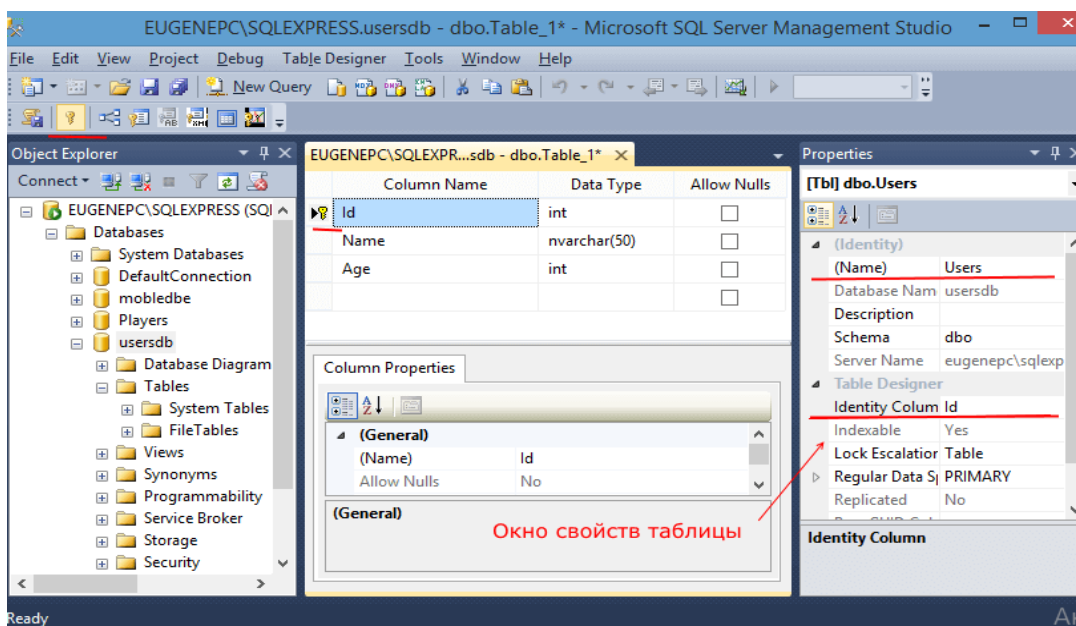 EUGENEPC\SQLEXPRESS.usersdb - dbo.Table_1* - Microsoft SQL Server Management Studio
File Edit View Project Debug Table Designer Tools Window Help
New Query
Object Explorer
Connect
EUGENEPC\SQLEXPRESS (SQL
Databases
System Databases
DefaultConnection
mobledbe
Players
usersdb
Database Diagram
Tables
System Tables
FileTables
Views
Synonyms
Programmability
Service Broker
Storage
Security
EUGENEPC\SQLEXPR...sdb - dbo.Table_1*
Column Name Data Type Allow Nulls
Id int
Name nvarchar(50)
Age int
Column Properties
(General)
(Name) Id
Allow Nulls No
(General)
Окно свойств таблицы
Properties
[Tbl] dbo.Users
(Identity)
(Name) Users
Database Nam usersdb
Description
Schema dbo
Server Name eugenepc\sqlexp
Table Designer
Identity Colum Id
Indexable Yes
Lock Escalation Table
Regular Data Sp PRIMARY
Replicated No
Identity Column
Ready